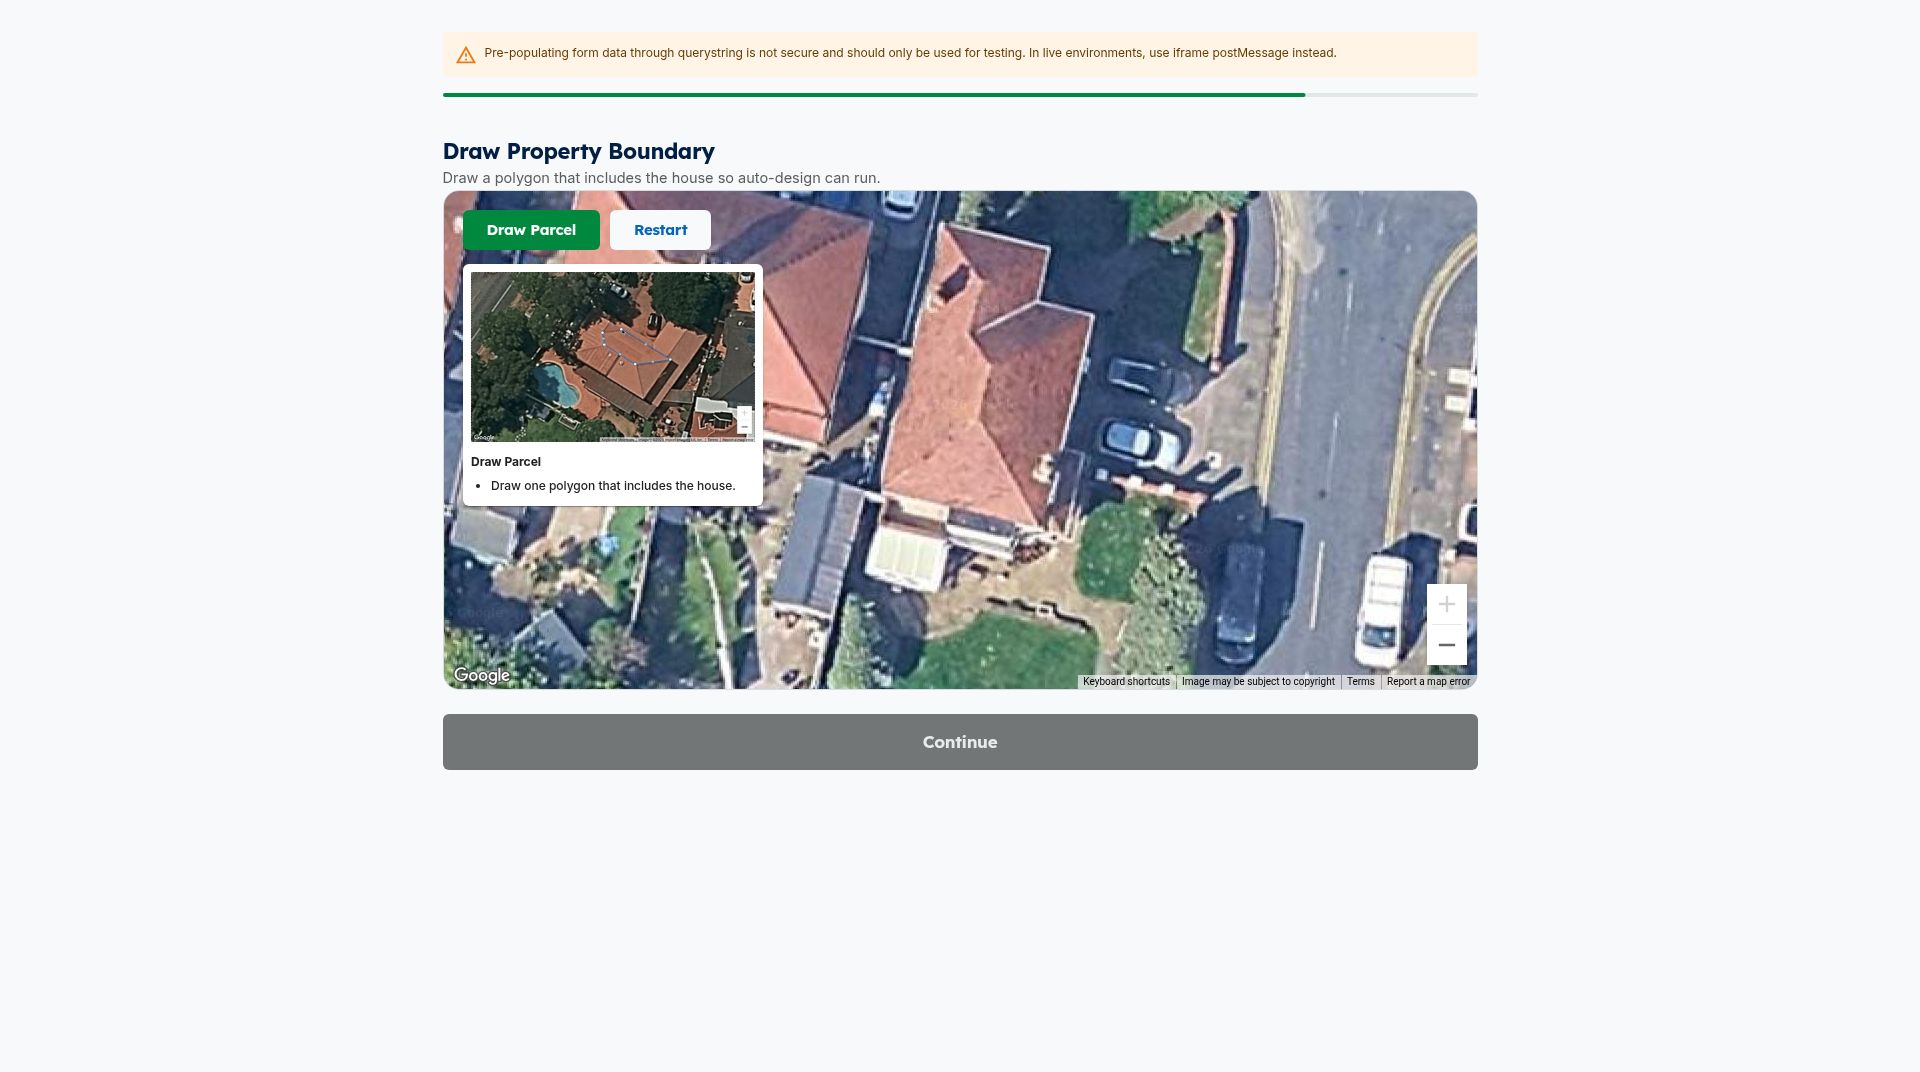 Pre-populating form data through querystring is not secure and should only be used for testing. In live environments, use iframe postMessage instead.
Draw Property Boundary
Draw a polygon that includes the house so auto-design can run.
Draw Parcel
Restart
Google
Draw Parcel
• Draw one polygon that includes the house.
Google
Keyboard shortcuts
Image may be subject to copyright
Terms
Report a map error
Continue